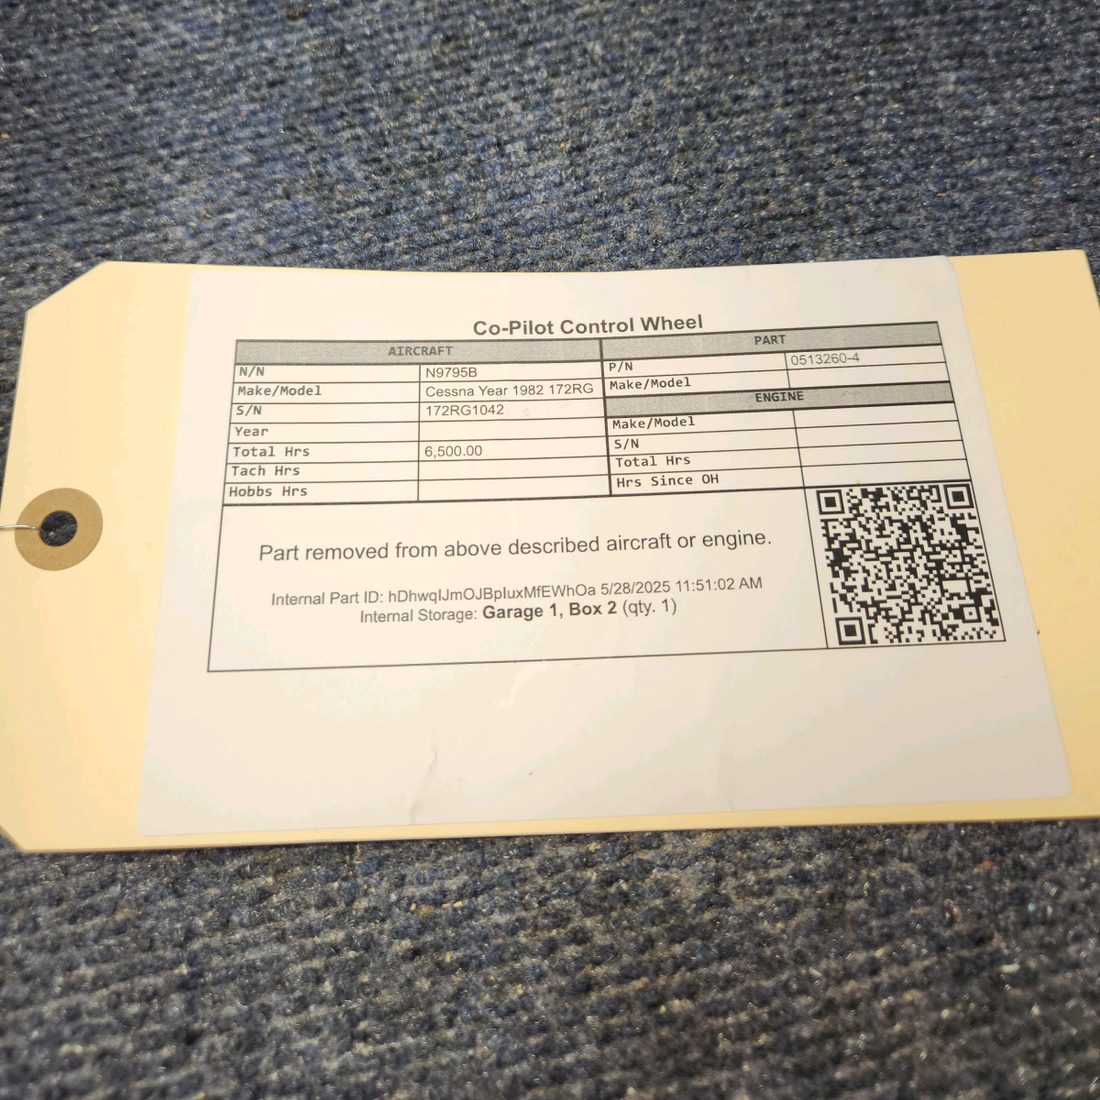 Co-Pilot Control Wheel
AIRCRAFT
N/N N9795B
Make/Model Cessna Year 1982 172RG
S/N 172RG1042
Year
Total Hrs 6,500.00
Tach Hrs
Hobbs Hrs
PART
P/N 0513260-4
Make/Model
ENGINE
Make/Model
S/N
Total Hrs
Hrs Since OH
Part removed from above described aircraft or engine.
Internal Part ID: hDhwqIJmOJBpIuxMfEWhOa 5/28/2025 11:51:02 AM
Internal Storage: Garage 1, Box 2 (qty. 1)